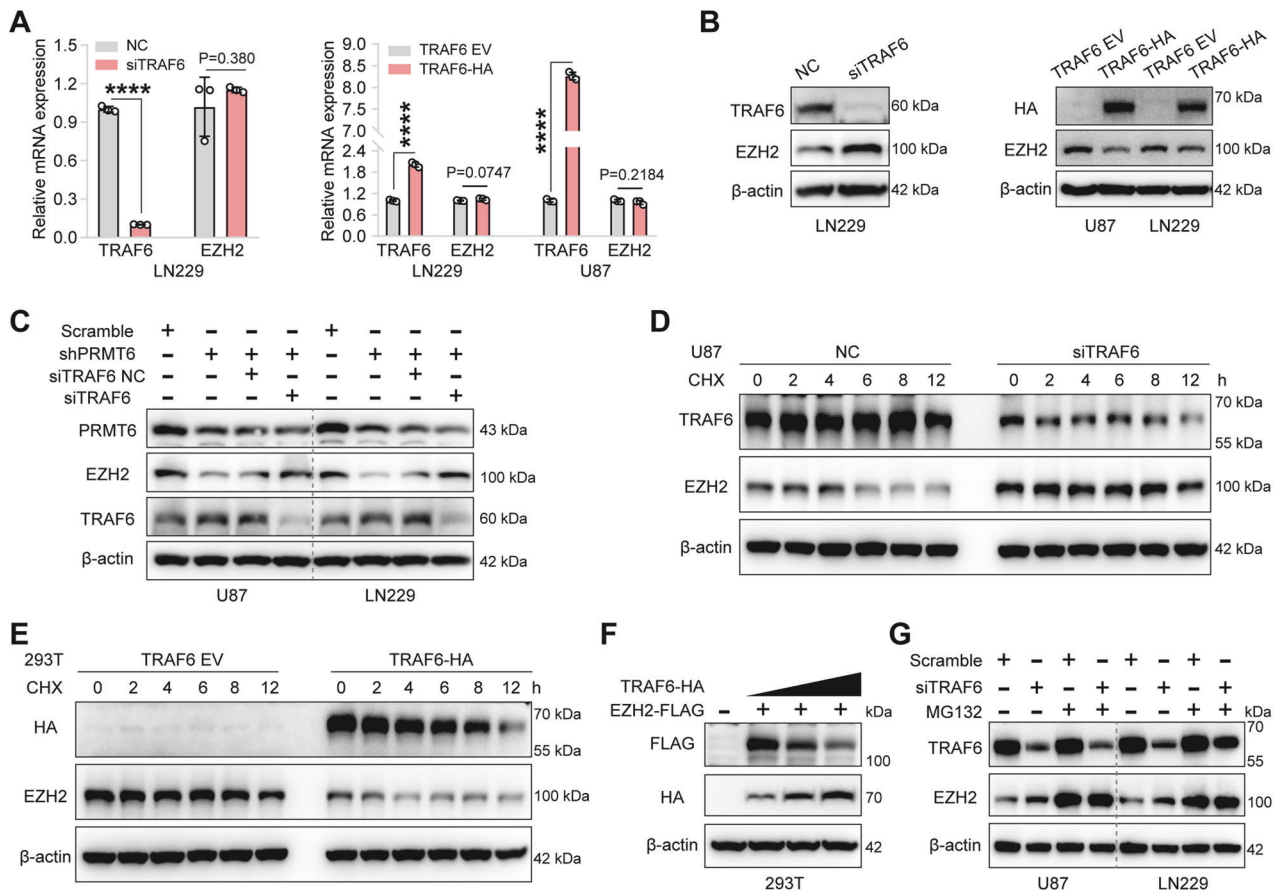 A
NC
siTRAF6
Relative mRNA expression
1.5
1.2
0.9
0.6
0.3
0.0
****
P=0.380
TRAF6 EZH2
LN229
TRAF6 EV
TRAF6-HA
Relative mRNA expression
9.0
8.5
8.0
7.5
7.0
2.4
1.8
1.2
0.6
0.0
****
P=0.0747
****
P=0.2184
TRAF6 EZH2 TRAF6 EZH2
LN229 U87
B
NC siTRAF6
TRAF6 60 kDa
EZH2 100 kDa
β-actin 42 kDa
LN229
TRAF6 EV TRAF6-HA TRAF6 EV TRAF6-HA
HA 70 kDa
EZH2 100 kDa
β-actin 42 kDa
U87 LN229
C
Scramble + – – – + – – –
shPRMT6 – + + + – + + +
siTRAF6 NC – – + – – – + –
siTRAF6 – – – + – – – +
PRMT6 43 kDa
EZH2 100 kDa
TRAF6 60 kDa
β-actin 42 kDa
U87 LN229
D
U87 NC siTRAF6
CHX 0 2 4 6 8 12 0 2 4 6 8 12 h
TRAF6 70 kDa
55 kDa
EZH2 100 kDa
β-actin 42 kDa
E
293T TRAF6 EV TRAF6-HA
CHX 0 2 4 6 8 12 0 2 4 6 8 12 h
HA 70 kDa
55 kDa
EZH2 100 kDa
β-actin 42 kDa
F
TRAF6-HA
EZH2-FLAG – + + + kDa
FLAG 100
HA 70
β-actin 42
293T
G
Scramble + – + – + – + –
siTRAF6 – + – + – + – +
MG132 – – + + – – + + kDa
TRAF6 70
55
EZH2 100
β-actin 42
U87 LN229